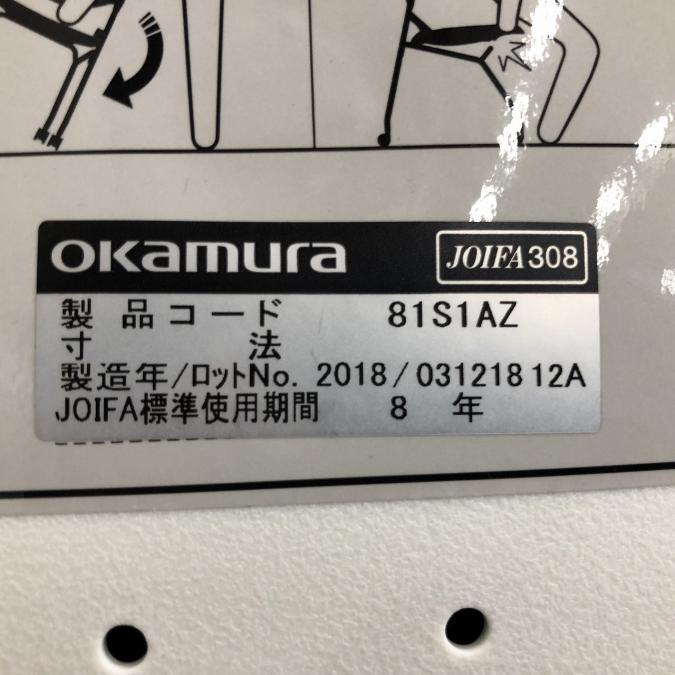 okamura JOIFA308
製品コード 81S1AZ
寸法
製造年/ロットNo. 2018/03121812A
JOIFA標準使用期間 8 年